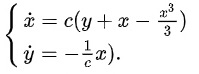 ẋ = c(y + x − x³/3)
ẏ = −1/c x).